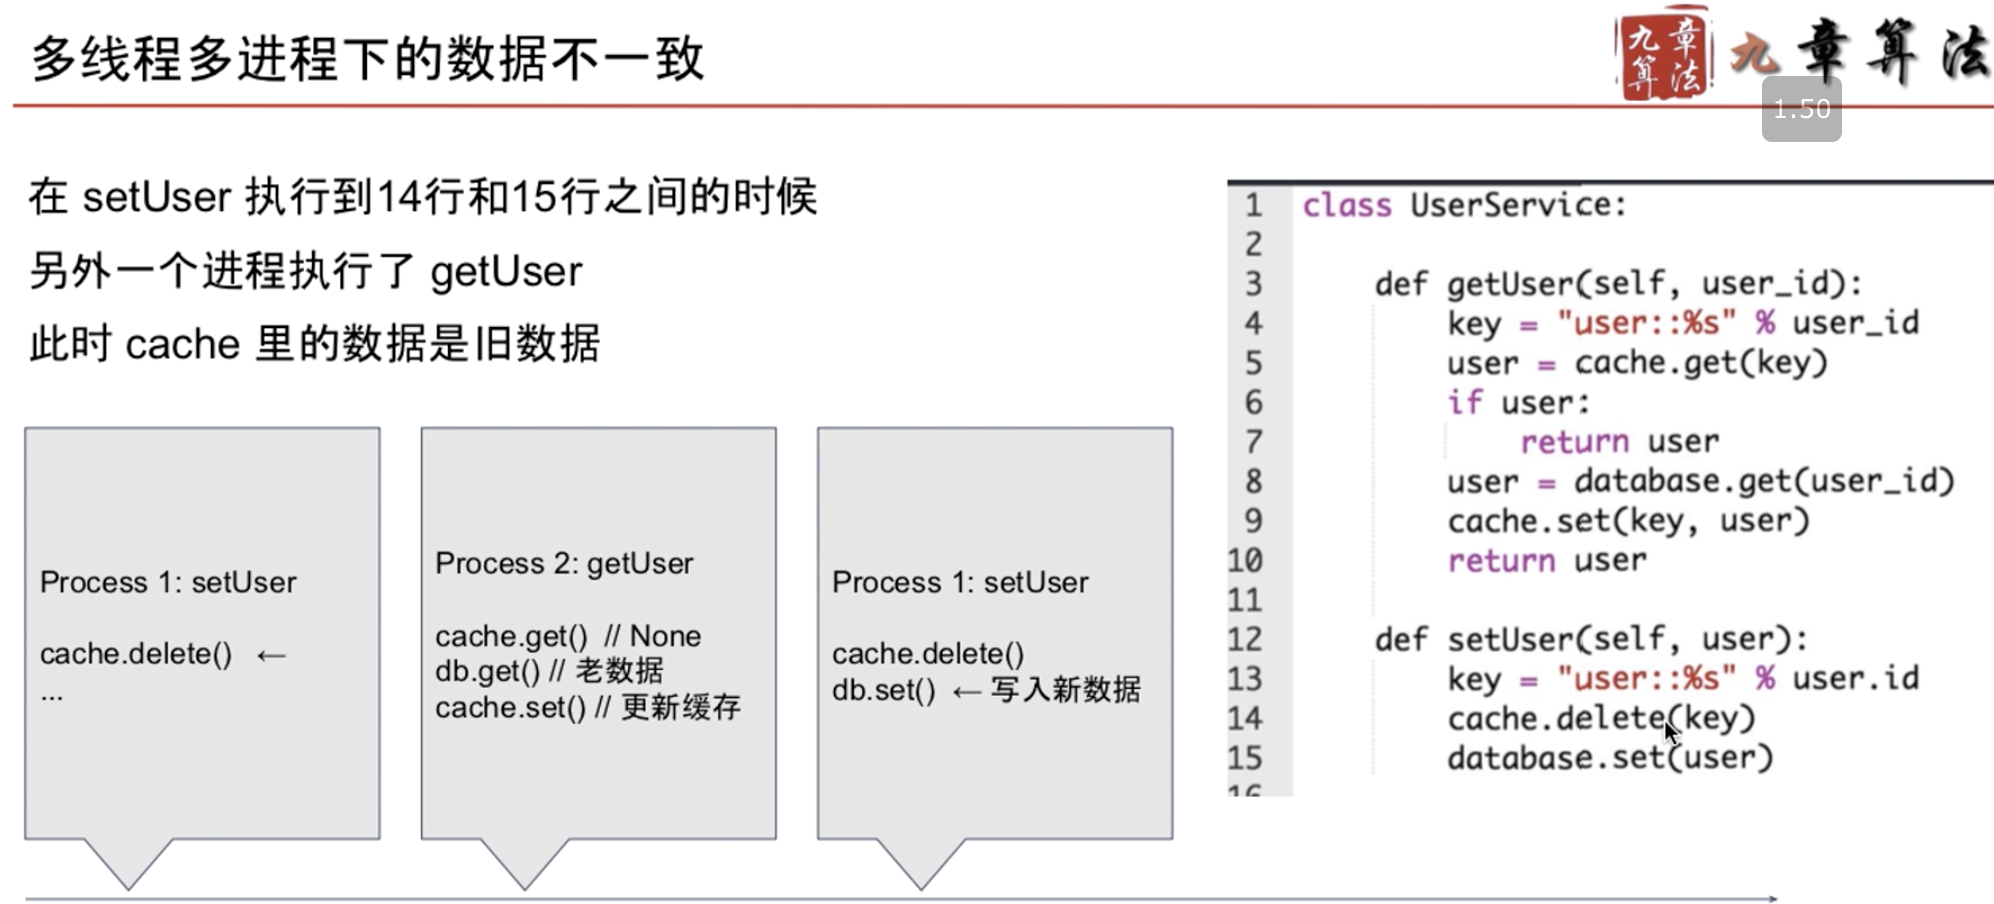 多线程多进程下的数据不一致
九章算法
九章算法
1.50
在 setUser 执行到14行和15行之间的时候
另外一个进程执行了 getUser
此时 cache 里的数据是旧数据
Process 1: setUser
cache.delete() ←
...
Process 2: getUser
cache.get() // None
db.get() // 老数据
cache.set() // 更新缓存
Process 1: setUser
cache.delete()
db.set() ← 写入新数据
1 class UserService:
2
3     def getUser(self, user_id):
4         key = "user::%s" % user_id
5         user = cache.get(key)
6         if user:
7             return user
8         user = database.get(user_id)
9         cache.set(key, user)
10         return user
11
12     def setUser(self, user):
13         key = "user::%s" % user.id
14         cache.delete(key)
15         database.set(user)
16